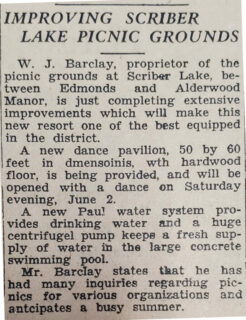 IMPROVING SCRIBER
LAKE PICNIC GROUNDS
W. J. Barclay, proprietor of the
picnic grounds at Scriber Lake, be-
tween Edmonds and Alderwood
Manor, is just completing extensive
improvements which will make this
new resort one of the best equipped
in the district.
A new dance pavilion, 50 by 60
feet in dmensoinis, wth hardwood
floor, is being provided, and will be
opened with a dance on Saturday
evening, June 2.
A new Paul water system pro-
vides drinking water and a huge
centrifugel pump keeps a fresh sup-
ply of water in the large concrete
swimming pool.
Mr. Barclay states that he has
had many inquiries regarding pic-
nics for various organizations and
antcipates a busy summer.